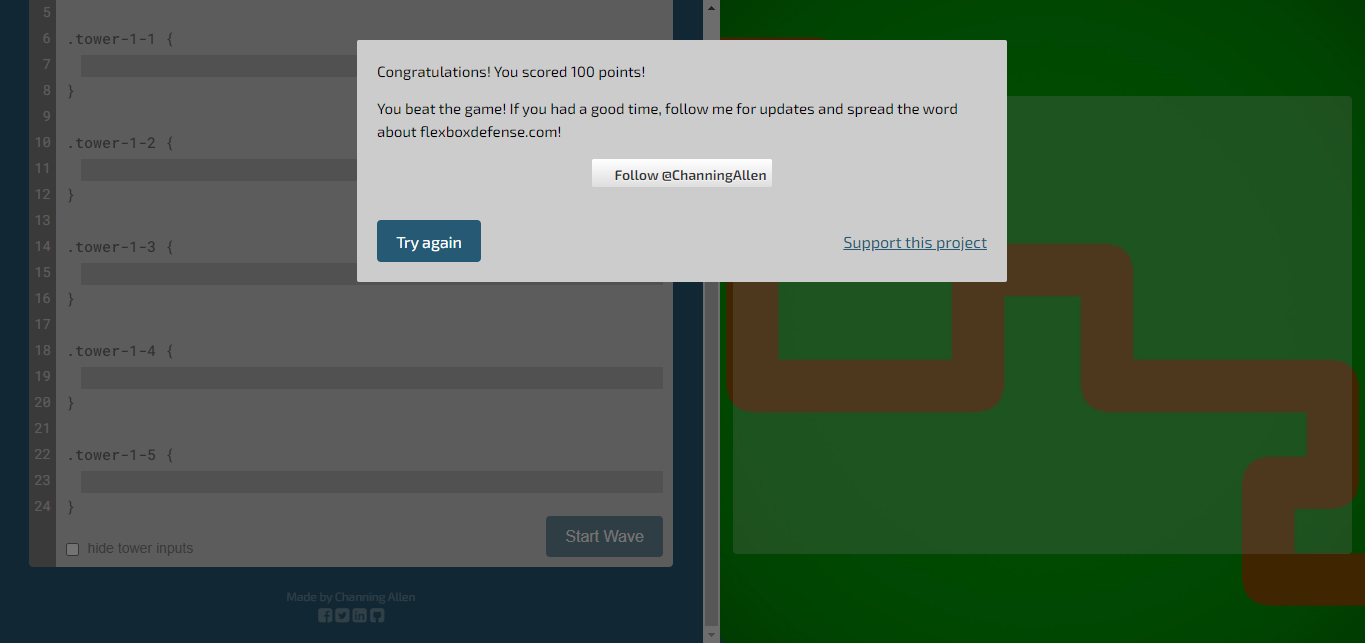 Congratulations! You scored 100 points!
You beat the game! If you had a good time, follow me for updates and spread the word
about flexboxdefense.com!
Follow @ChanningAllen
Try again
Support this project
5
6 .tower-1-1 {
7
8 }
9
10 .tower-1-2 {
11
12 }
13
14 .tower-1-3 {
15
16 }
17
18 .tower-1-4 {
19
20 }
21
22 .tower-1-5 {
23
24 }
hide tower inputs
Start Wave
Made by Channing Allen